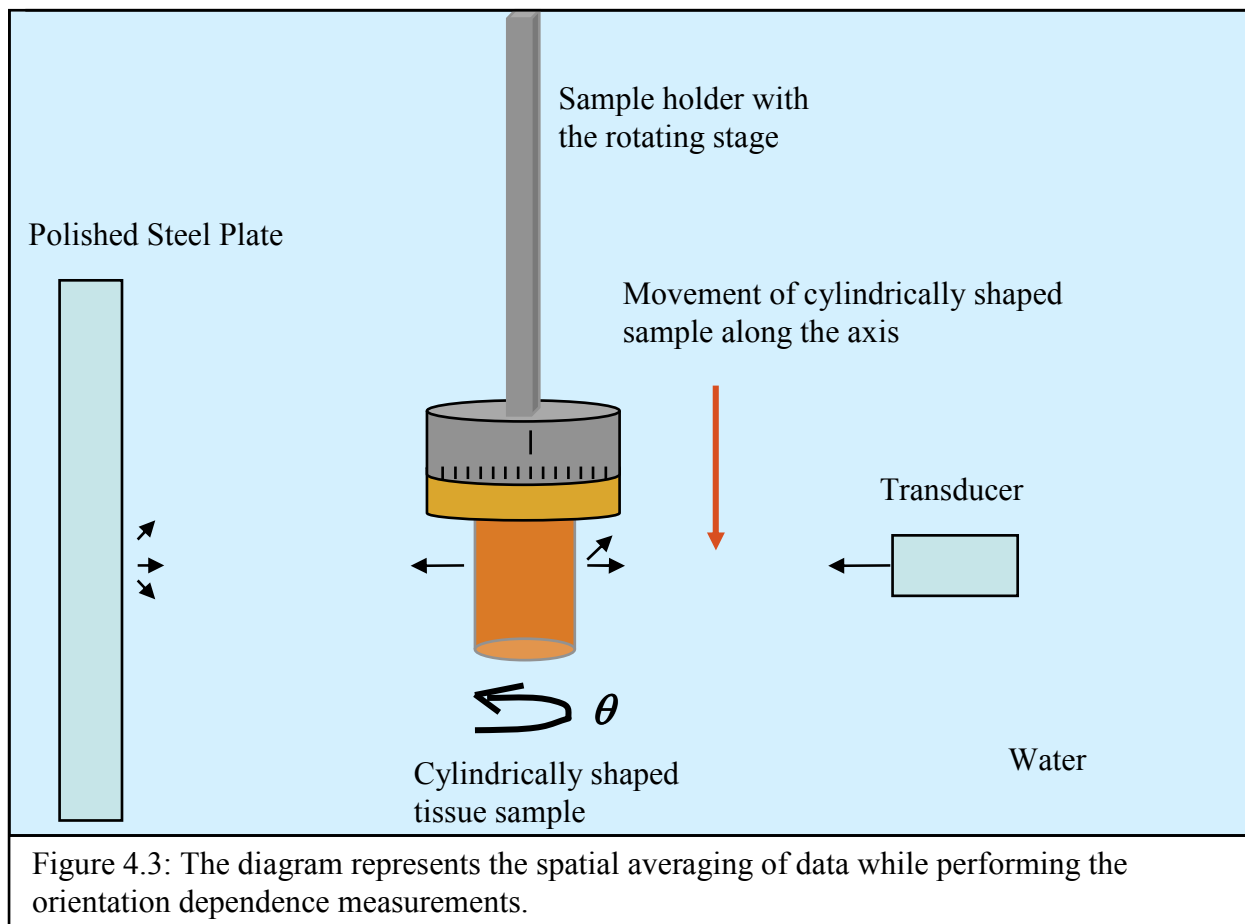 Sample holder with
the rotating stage
Polished Steel Plate
Movement of cylindrically shaped
sample along the axis
Transducer
θ
Cylindrically shaped
tissue sample
Water
Figure 4.3: The diagram represents the spatial averaging of data while performing the
orientation dependence measurements.